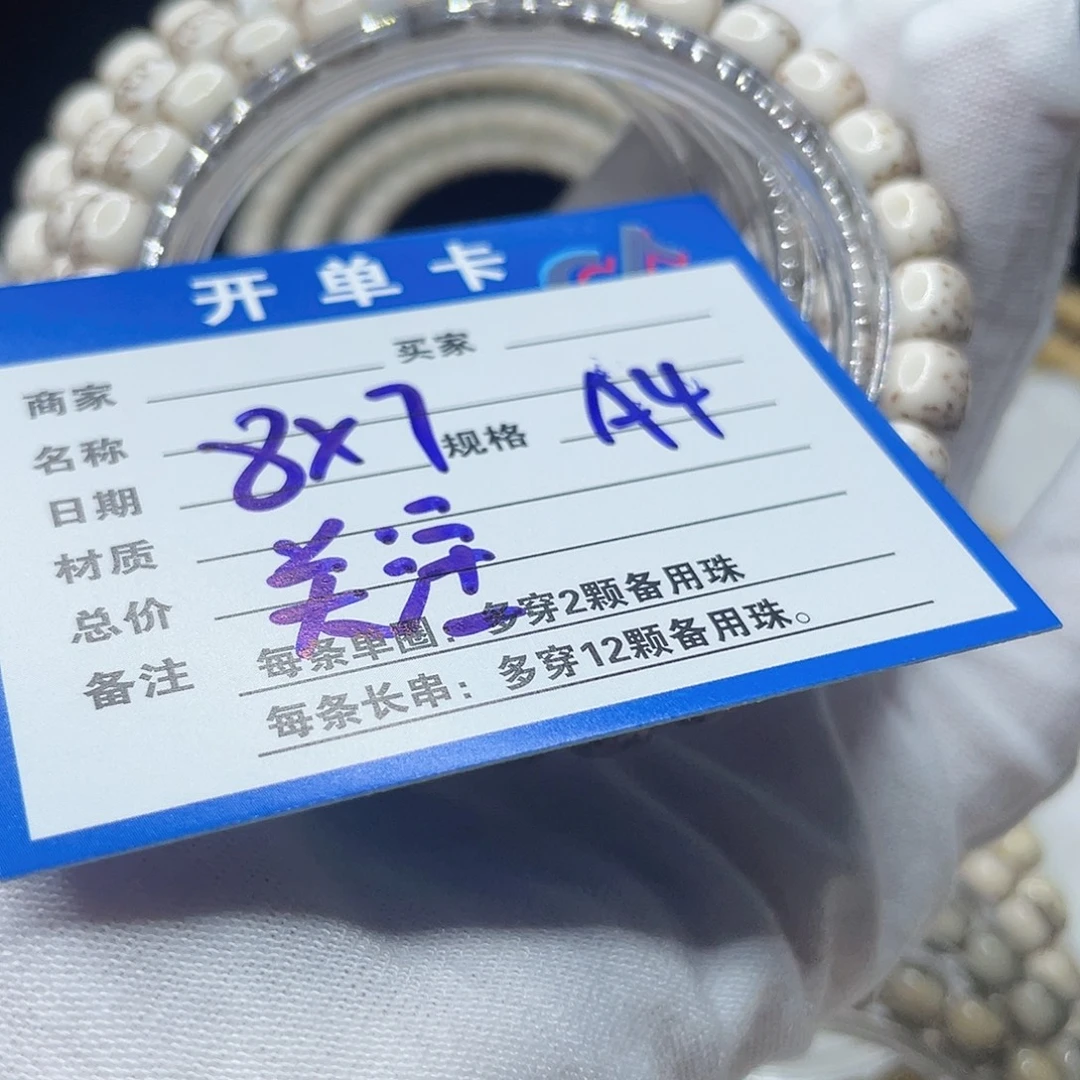 开单卡
商家 买家
名称 8x7 规格 A4
日期
材质 关注
总价
备注 每条单圈：多穿2颗备用珠
每条长串：多穿12颗备用珠。